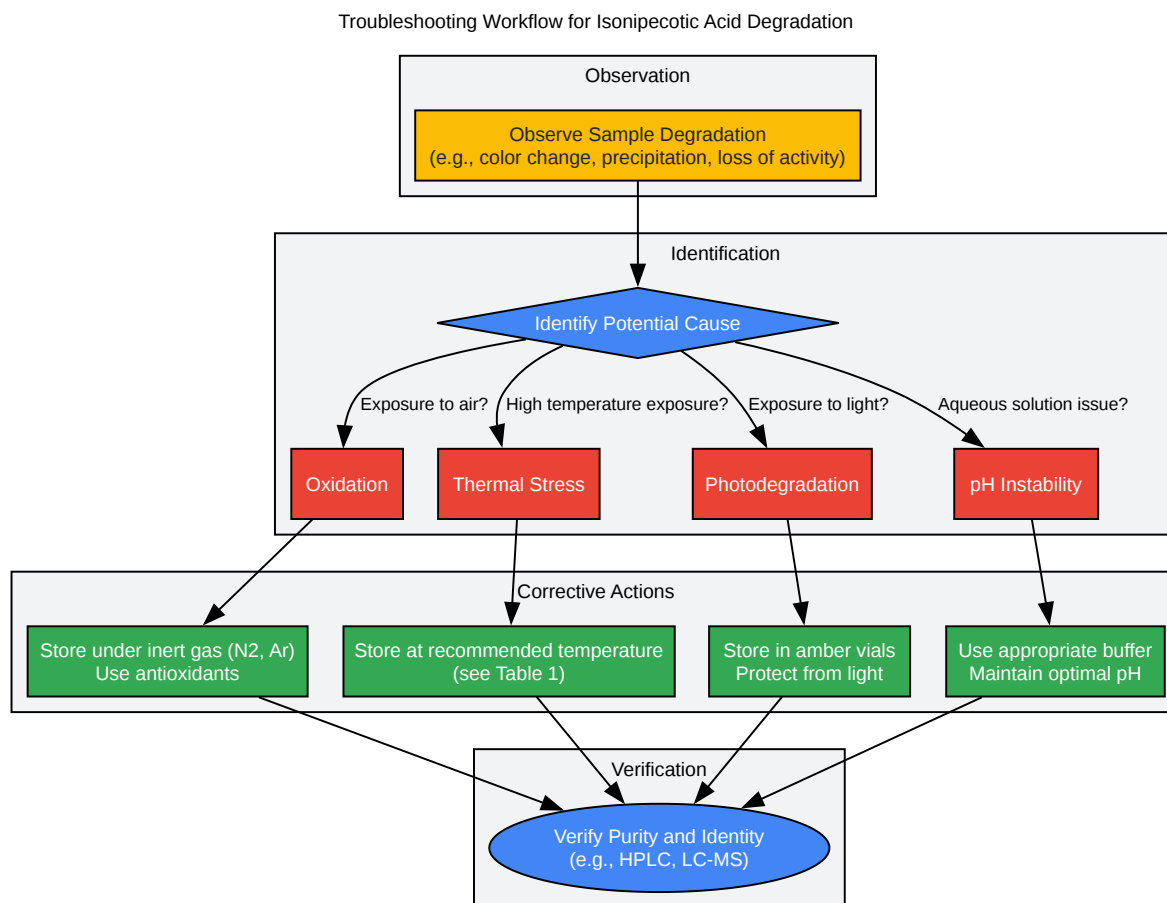 Troubleshooting Workflow for Isonipecotic Acid Degradation
Observation
Observe Sample Degradation
(e.g., color change, precipitation, loss of activity)
Identification
Identify Potential Cause
Exposure to air?
High temperature exposure?
Exposure to light?
Aqueous solution issue?
Oxidation
Thermal Stress
Photodegradation
pH Instability
Corrective Actions
Store under inert gas (N2, Ar)
Use antioxidants
Store at recommended temperature
(see Table 1)
Store in amber vials
Protect from light
Use appropriate buffer
Maintain optimal pH
Verification
Verify Purity and Identity
(e.g., HPLC, LC-MS)